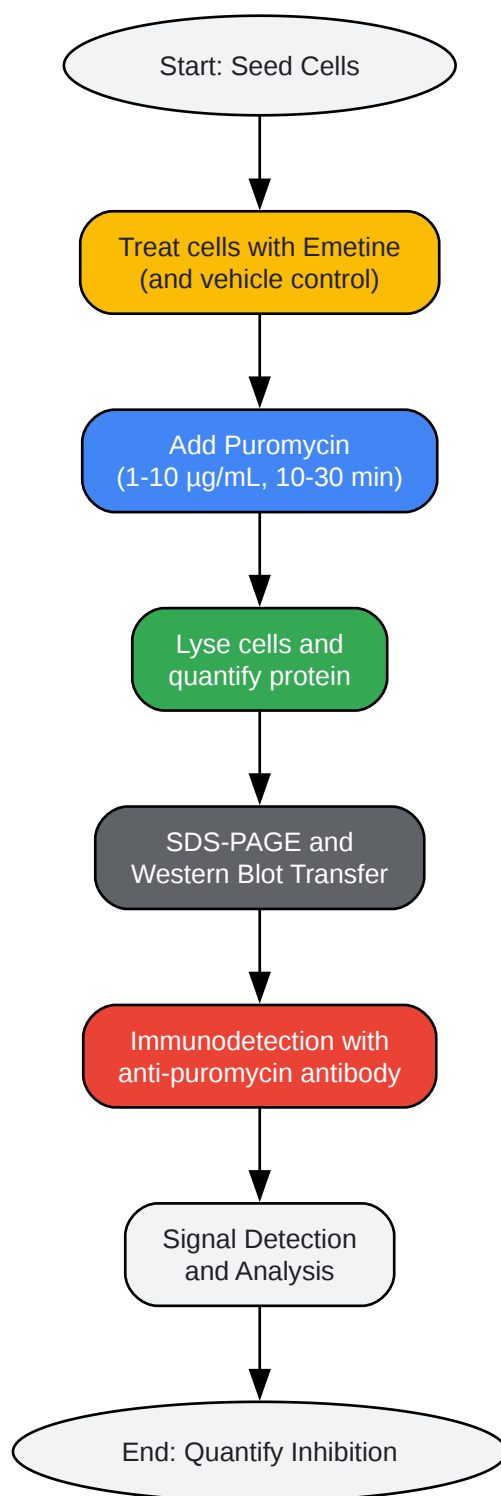 Start: Seed Cells
Treat cells with Emetine
(and vehicle control)
Add Puromycin
(1-10 µg/mL, 10-30 min)
Lyse cells and
quantify protein
SDS-PAGE and
Western Blot Transfer
Immunodetection with
anti-puromycin antibody
Signal Detection
and Analysis
End: Quantify Inhibition